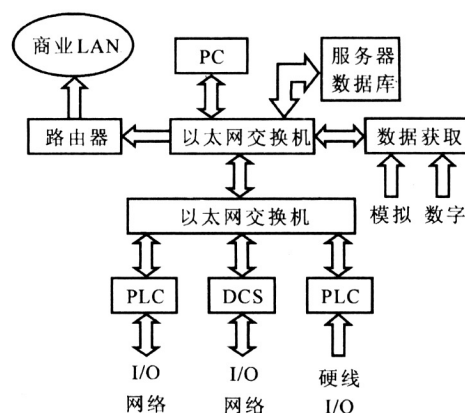 商业LAN
PC
服务器
数据库
路由器
以太网交换机
数据获取
以太网交换机
模拟
数字
PLC
DCS
PLC
I/O
网络
I/O
网络
硬线
I/O